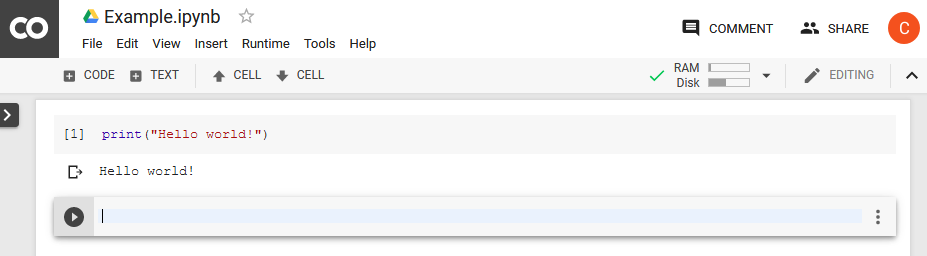 CO
Example.ipynb
File Edit View Insert Runtime Tools Help
COMMENT
SHARE
C
CODE TEXT CELL CELL
RAM
Disk
EDITING
[1] print("Hello world!")
Hello world!